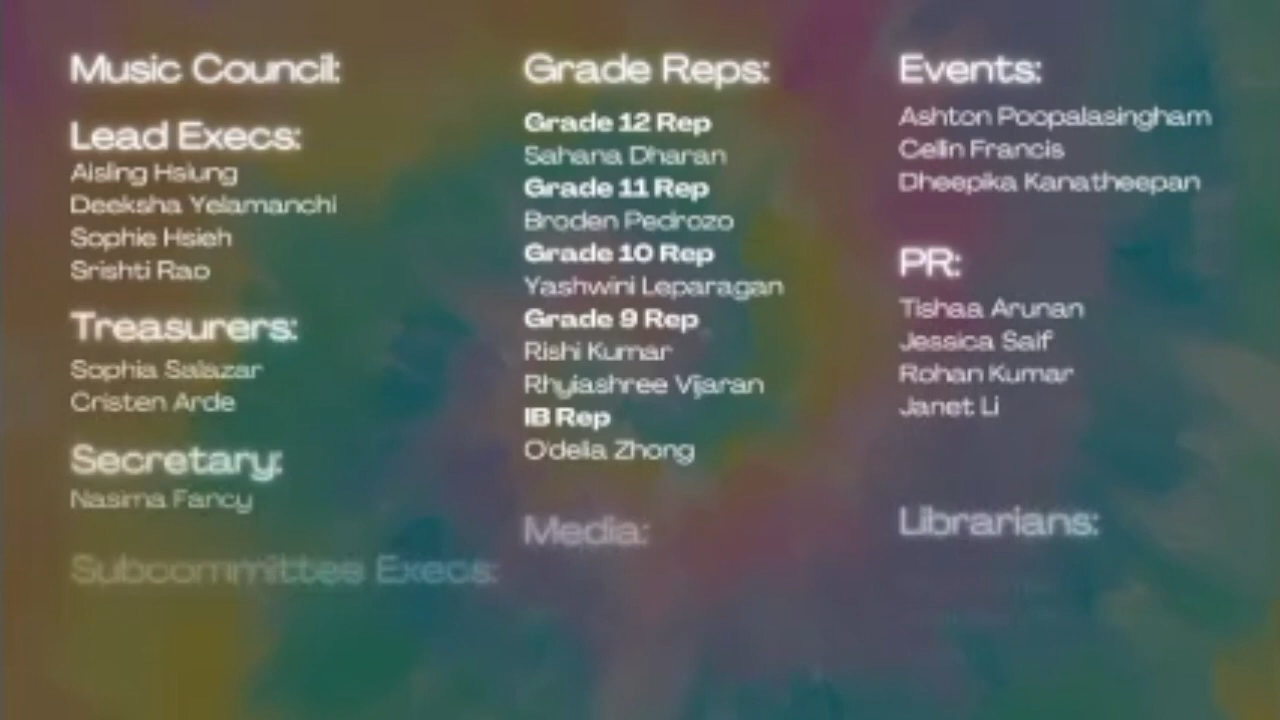 Music Council:
Lead Execs:
Aisling Hsiung
Deeksha Yelamanchi
Sophie Hsieh
Srishti Rao
Treasurers:
Sophia Salazar
Cristen Arde
Secretary:
Nasima Fancy
Subcommittee Execs:
Grade Reps:
Grade 12 Rep
Sahana Dharan
Grade 11 Rep
Broden Pedrozo
Grade 10 Rep
Yashwini Leparagan
Grade 9 Rep
Rishi Kumar
Rhyiashree Vijaran
IB Rep
O'delia Zhong
Media:
Events:
Ashton Poopalasingham
Celin Francis
Dheepika Kanatheepan
PR:
Tishaa Arunan
Jessica Saif
Rohan Kumar
Janet Li
Librarians: